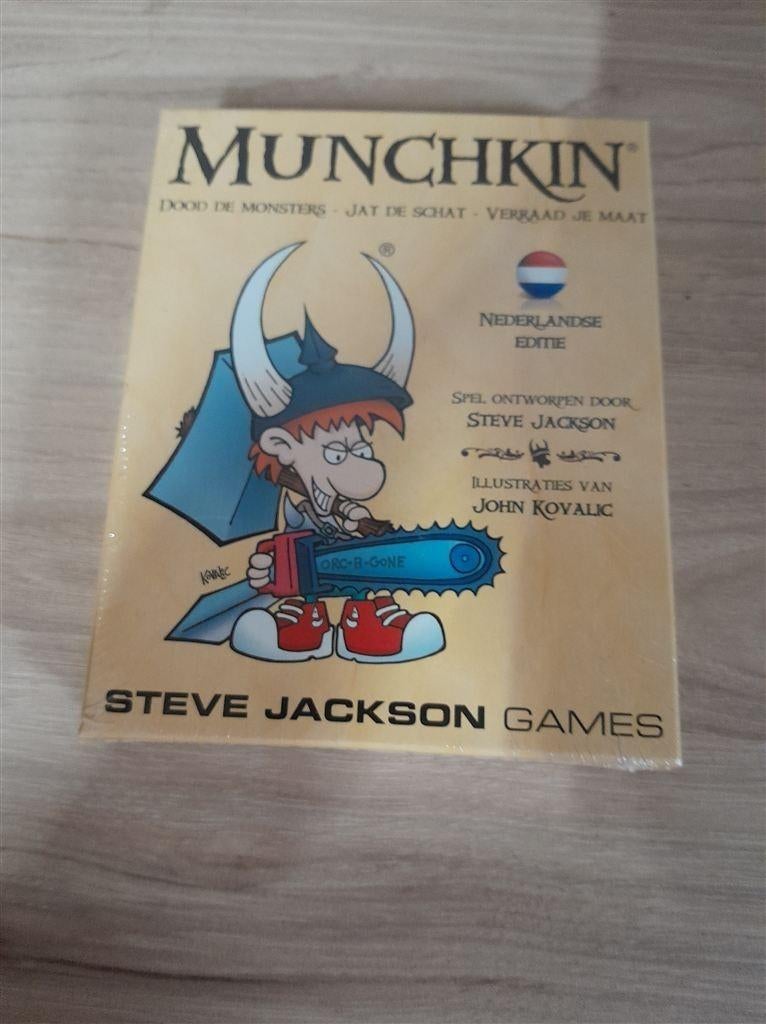 MUNCHKIN®
DOOD DE MONSTERS - JAT DE SCHAT - VERRAAD JE MAAT
®
NEDERLANDSE
EDITIE
SPEL ONTWORPEN DOOR
STEVE JACKSON
ILLUSTRATIES VAN
JOHN KOVALIC
ORC-B-GONE
KOVALIC
STEVE JACKSON GAMES